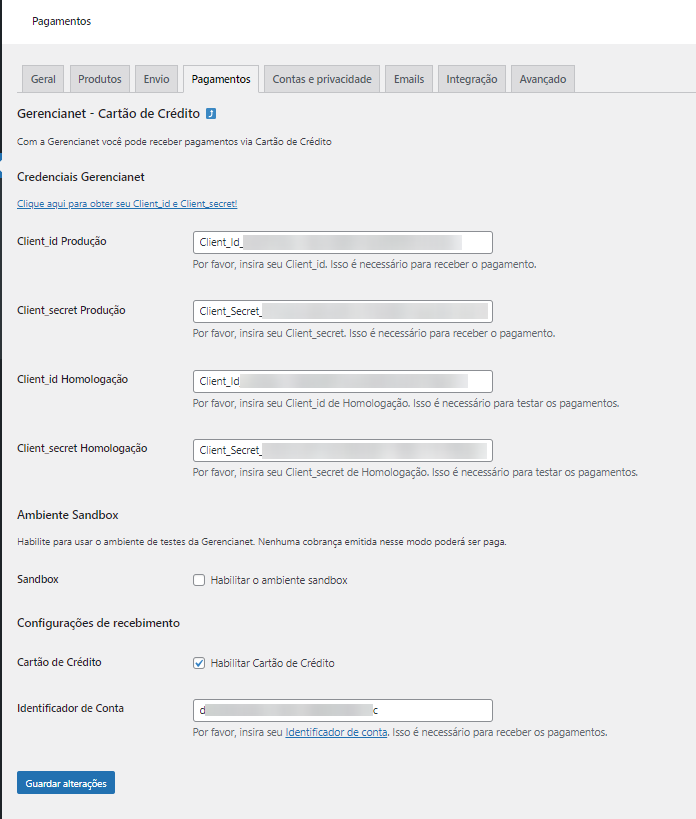 Pagamentos
Geral Produtos Envio Pagamentos Contas e privacidade Emails Integração Avançado
Gerencianet - Cartão de Crédito
Com a Gerencianet você pode receber pagamentos via Cartão de Crédito
Credenciais Gerencianet
Clique aqui para obter seu Client_id e Client_secret!
Client_id Produção Client_Id_
Por favor, insira seu Client_id. Isso é necessário para receber o pagamento.
Client_secret Produção Client_Secret_
Por favor, insira seu Client_secret. Isso é necessário para receber o pagamento.
Client_id Homologação Client_Id
Por favor, insira seu Client_id de Homologação. Isso é necessário para testar os pagamentos.
Client_secret Homologação Client_Secret_
Por favor, insira seu Client_secret de Homologação. Isso é necessário para testar os pagamentos.
Ambiente Sandbox
Habilite para usar o ambiente de testes da Gerencianet. Nenhuma cobrança emitida nesse modo poderá ser paga.
Sandbox Habilitar o ambiente sandbox
Configurações de recebimento
Cartão de Crédito Habilitar Cartão de Crédito
Identificador de Conta d c
Por favor, insira seu Identificador de conta. Isso é necessário para receber os pagamentos.
Guardar alterações